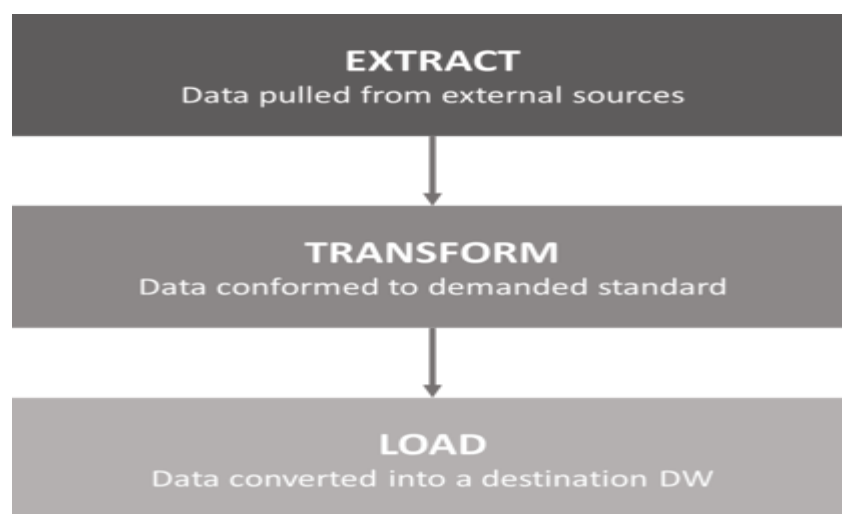 EXTRACT
Data pulled from external sources
TRANSFORM
Data conformed to demanded standard
LOAD
Data converted into a destination DW